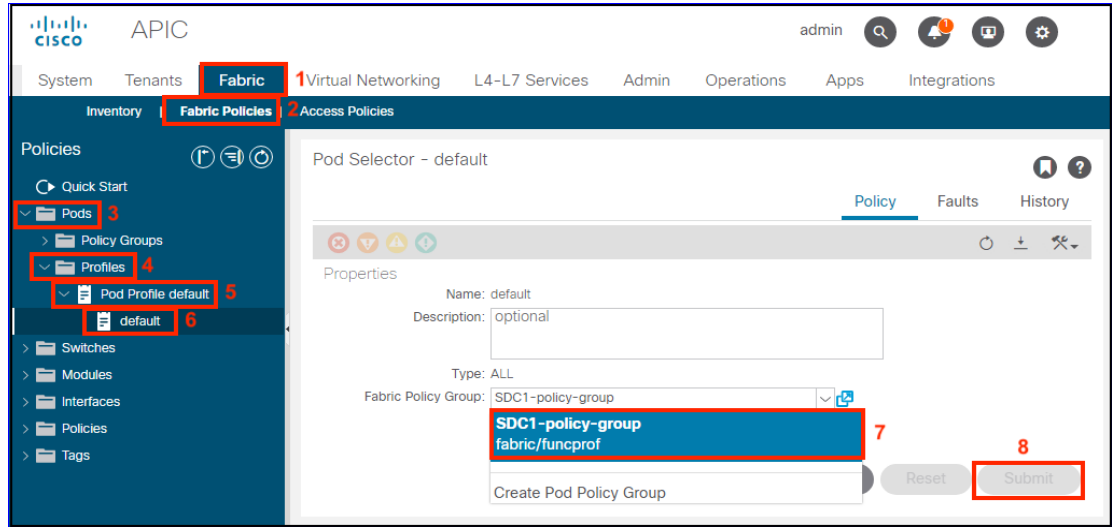 CISCO APIC admin 1
System Tenants Fabric 1 Virtual Networking L4-L7 Services Admin Operations Apps Integrations
Inventory | Fabric Policies | 2 Access Policies
Policies
Quick Start
Pods 3
Policy Groups
Profiles 4
Pod Profile default 5
default 6
Switches
Modules
Interfaces
Policies
Tags
Pod Selector - default
?
Policy Faults History
Properties
Name: default
Description: optional
Type: ALL
Fabric Policy Group: SDC1-policy-group
SDC1-policy-group
fabric/funcprof
7
Create Pod Policy Group
Reset
Submit
8